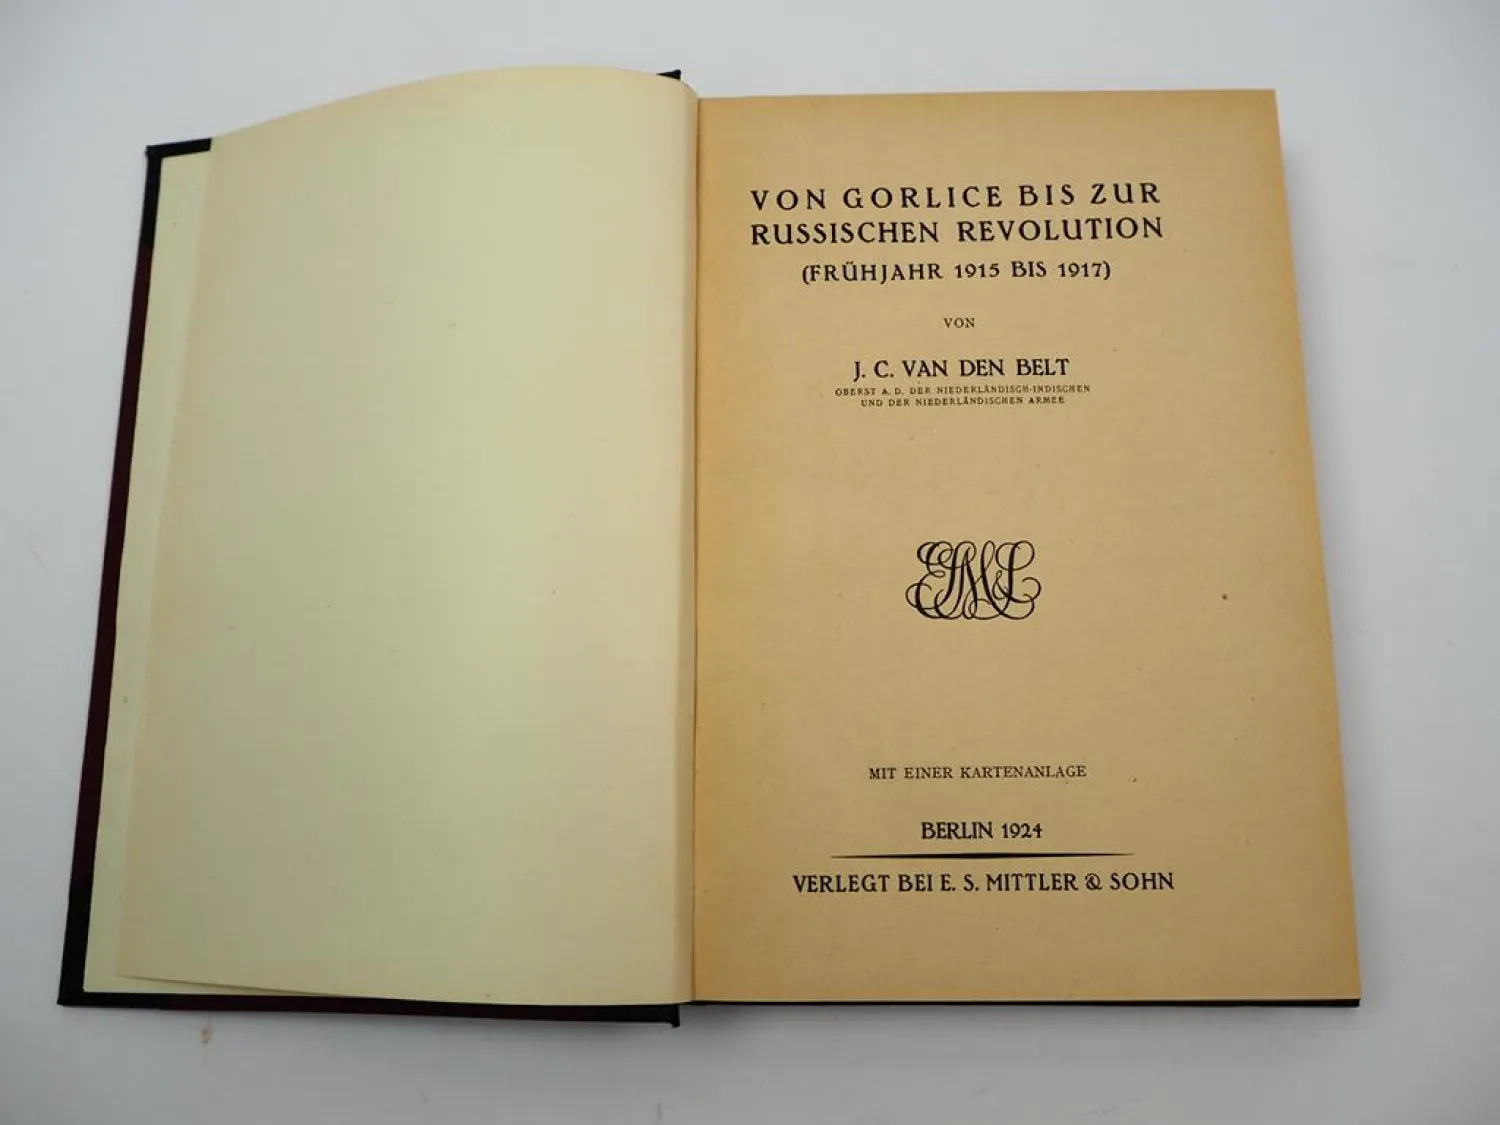 VON GORLICE BIS ZUR
RUSSISCHEN REVOLUTION
(FRÜHJAHR 1915 BIS 1917)
VON
J. C. VAN DEN BELT
OBERST A. D. DER NIEDERLÄNDISCH-INDISCHEN
UND DER NIEDERLÄNDISCHEN ARMEE
MIT EINER KARTENANLAGE
BERLIN 1924
VERLEGT BEI E. S. MITTLER & SOHN